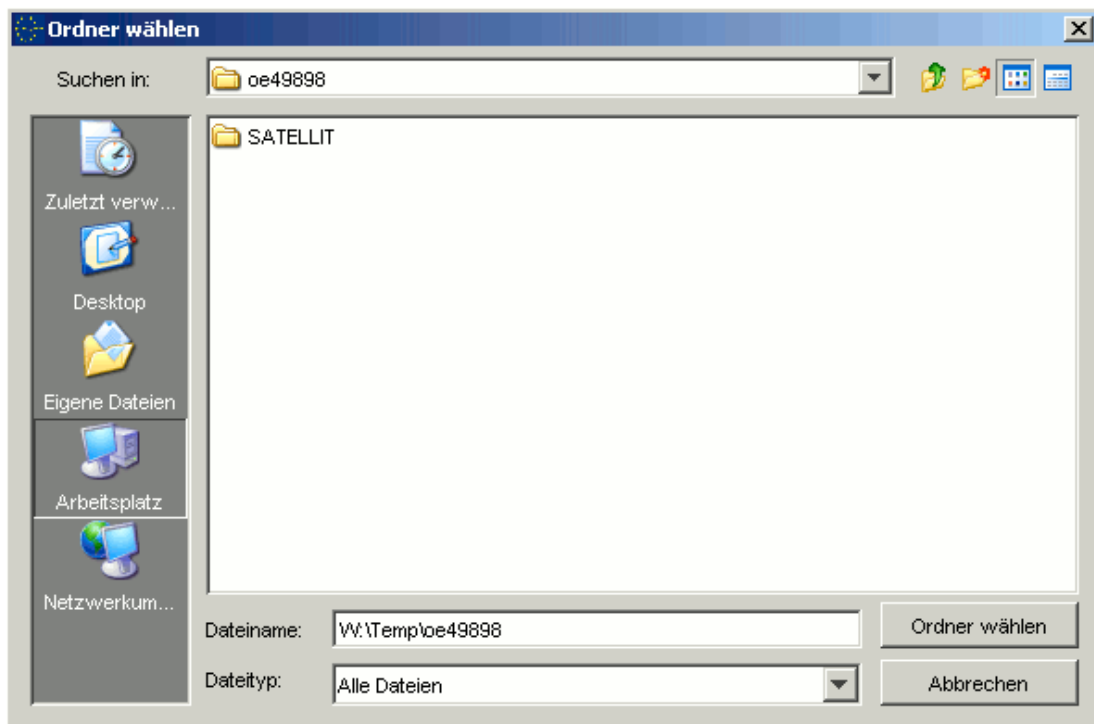 Ordner wählen
Suchen in:
oe49898
SATELLIT
Zuletzt verw...
Desktop
Eigene Dateien
Arbeitsplatz
Netzwerkum...
Dateiname:
W:\Temp\oe49898
Ordner wählen
Dateityp:
Alle Dateien
Abbrechen